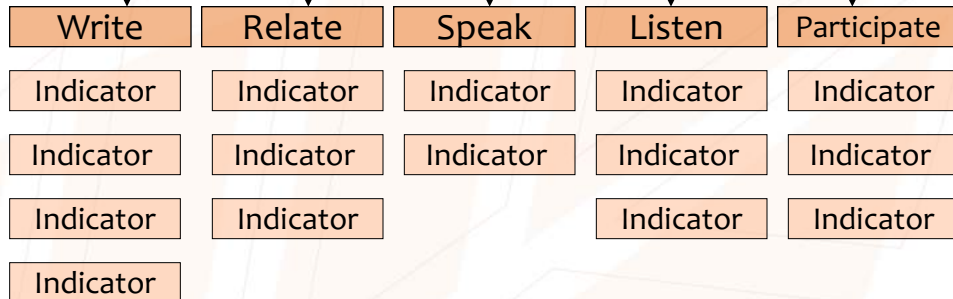 Write Relate Speak Listen Participate
Indicator Indicator Indicator Indicator Indicator
Indicator Indicator Indicator Indicator Indicator
Indicator Indicator Indicator Indicator
Indicator